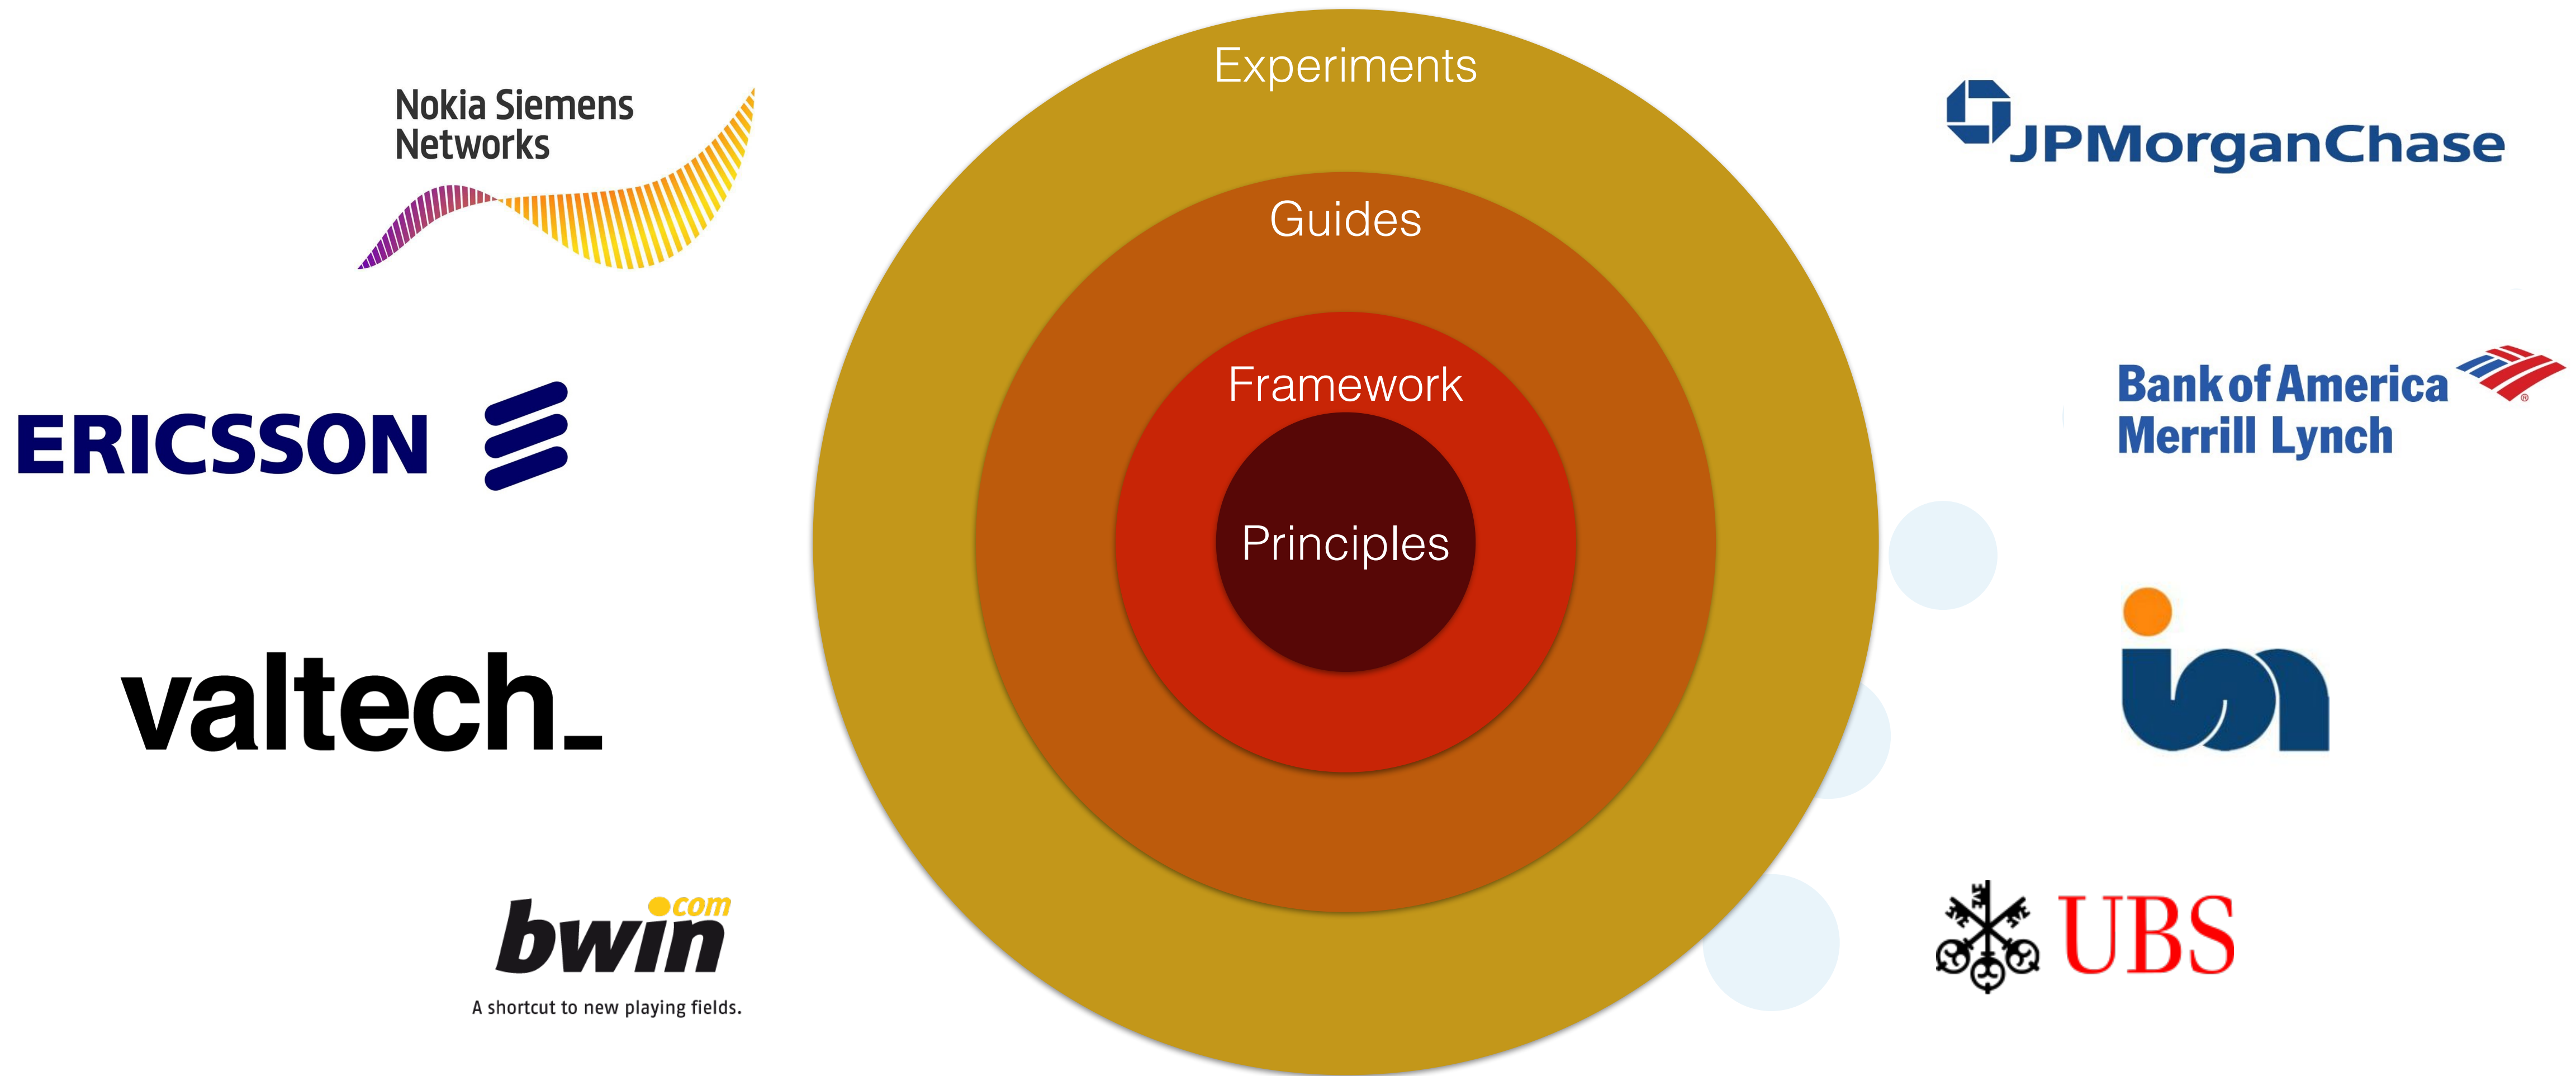 Nokia Siemens
Networks
ERICSSON
valtech_
bwin
com
A shortcut to new playing fields.
Experiments
Guides
Framework
Principles
JPMorganChase
Bank of America
Merrill Lynch
ion
UBS